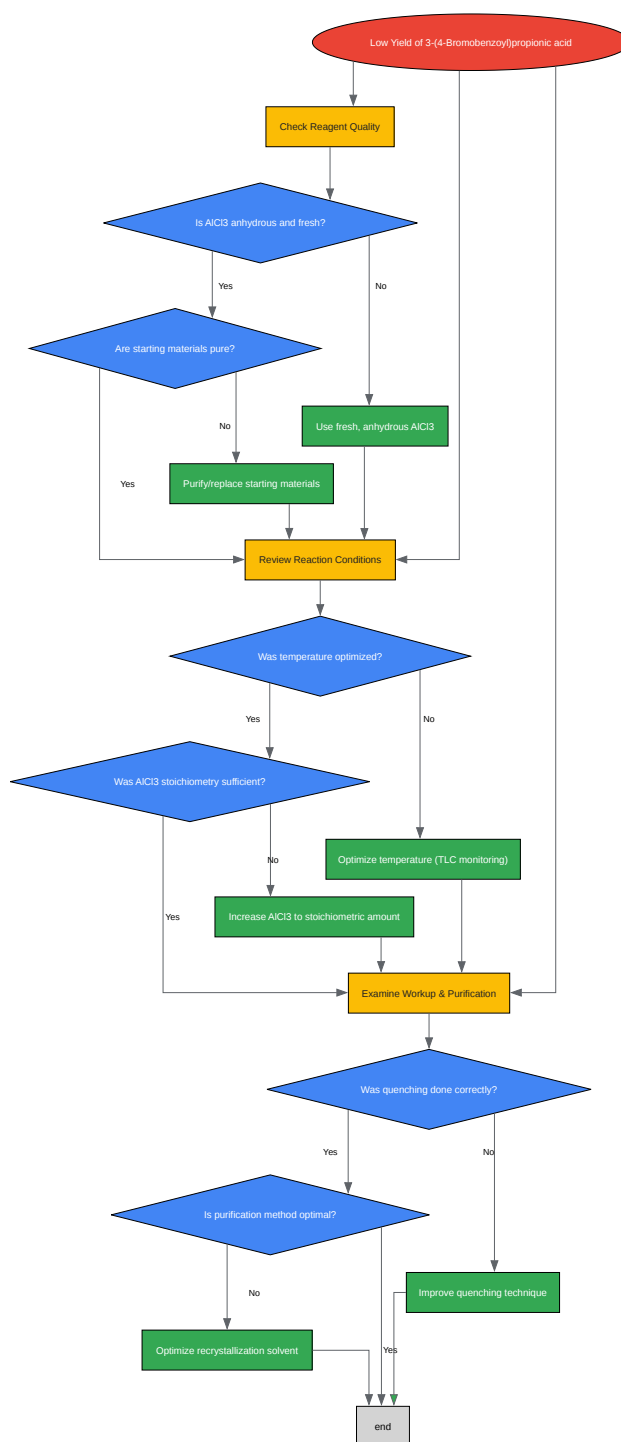 Low Yield of 3-(4-Bromobenzoyl)propionic acid
Check Reagent Quality
Is AlCl3 anhydrous and fresh?
Yes
No
Are starting materials pure?
No
Use fresh, anhydrous AlCl3
Yes
Purify/replace starting materials
Review Reaction Conditions
Was temperature optimized?
Yes
No
Was AlCl3 stoichiometry sufficient?
No
Optimize temperature (TLC monitoring)
Yes
Increase AlCl3 to stoichiometric amount
Examine Workup & Purification
Was quenching done correctly?
Yes
No
Is purification method optimal?
No
Improve quenching technique
Optimize recrystallization solvent
Yes
end